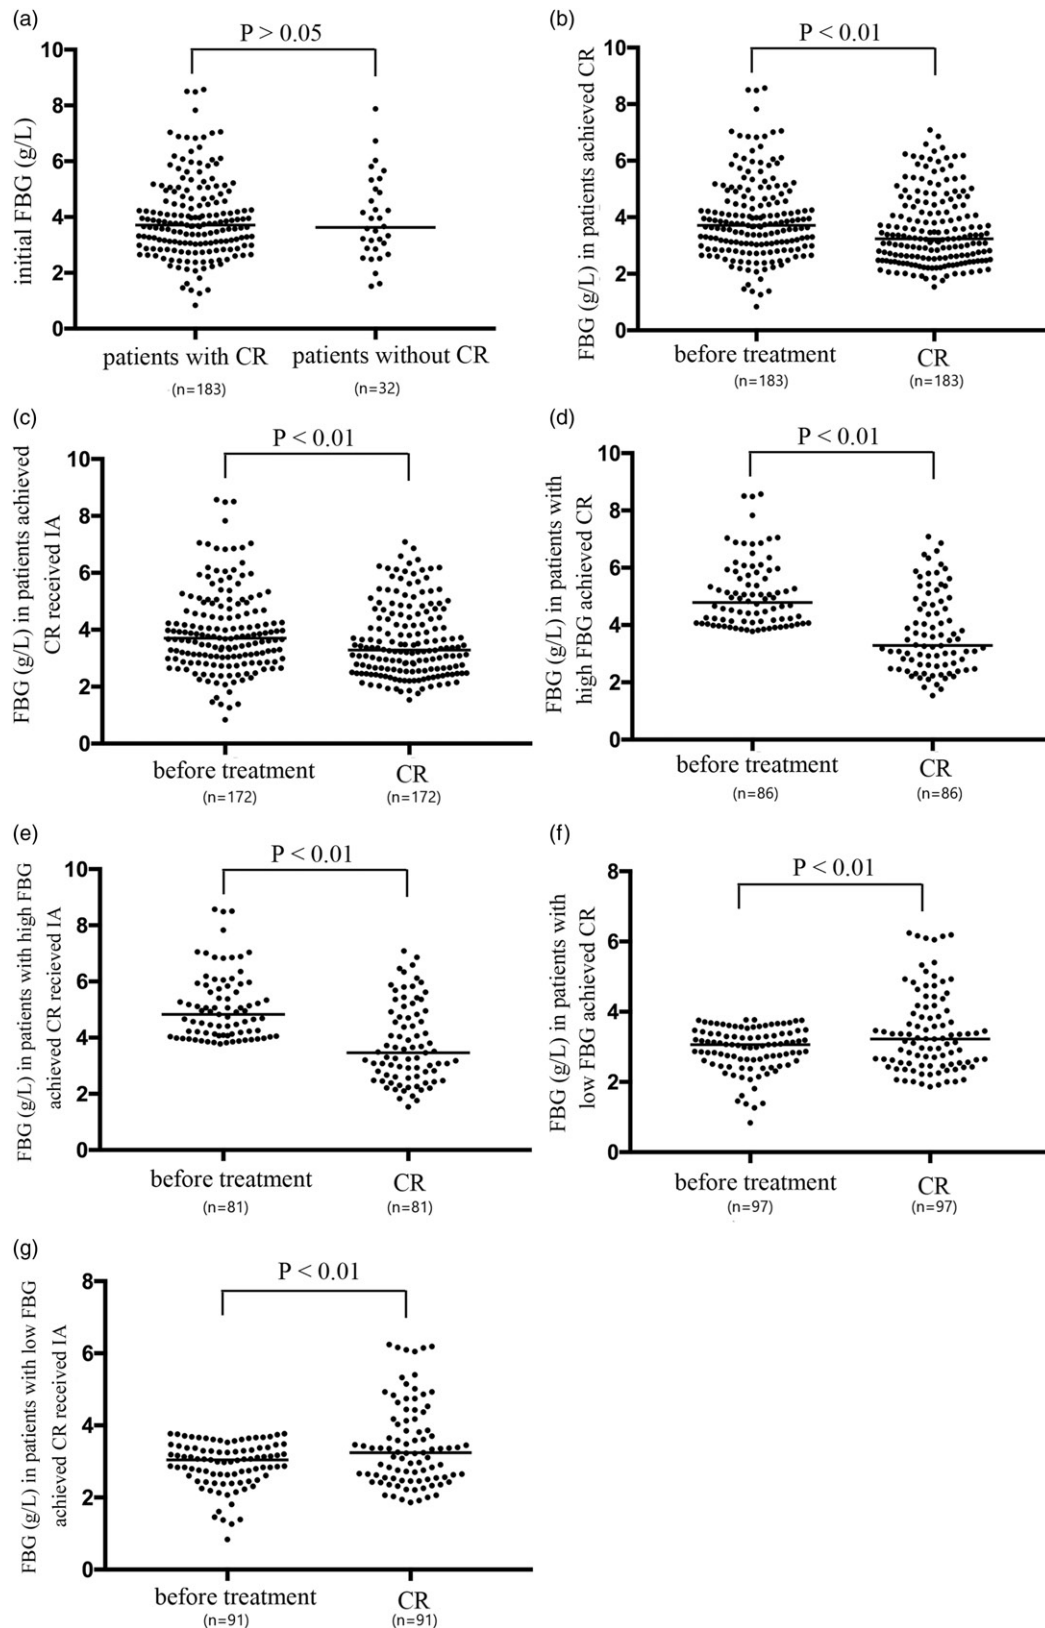 (a)
P > 0.05
initial FBG (g/L)
10
8
6
4
2
0
patients with CR
patients without CR
(n=183)
(n=32)
(b)
P < 0.01
FBG (g/L) in patients achieved CR
10
8
6
4
2
0
before treatment
CR
(n=183)
(n=183)
(c)
P < 0.01
FBG (g/L) in patients achieved
CR received IA
10
8
6
4
2
0
before treatment
CR
(n=172)
(n=172)
(d)
P < 0.01
FBG (g/L) in patients with
high FBG achieved CR
10
8
6
4
2
0
before treatment
CR
(n=86)
(n=86)
(e)
P < 0.01
FBG (g/L) in patients with high FBG
achieved CR recieved IA
10
8
6
4
2
0
before treatment
CR
(n=81)
(n=81)
(f)
P < 0.01
FBG (g/L) in patients with
low FBG achieved CR
8
6
4
2
0
before treatment
CR
(n=97)
(n=97)
(g)
P < 0.01
FBG (g/L) in patients with low FBG
achieved CR received IA
8
6
4
2
0
before treatment
CR
(n=91)
(n=91)